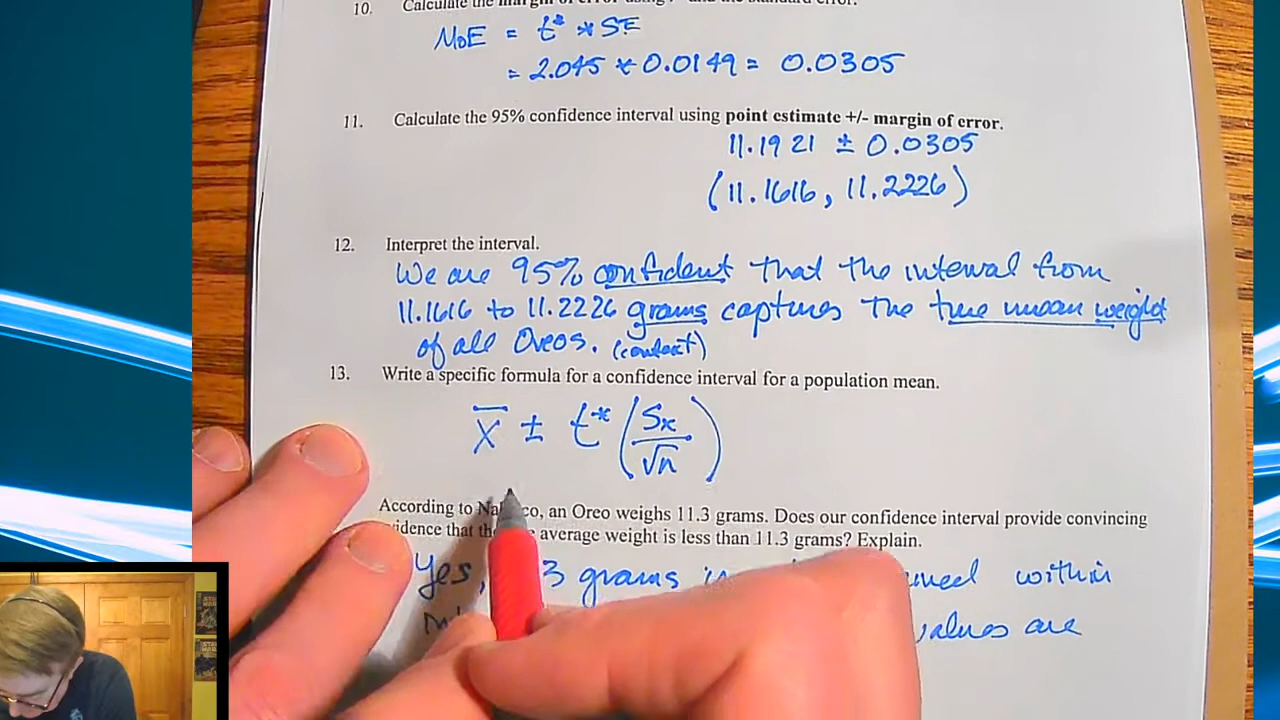 10. Calculate the margin of error using t* and the standard error.
MoE = t* * SE
= 2.045 * 0.0149 = 0.0305
11. Calculate the 95% confidence interval using point estimate +/- margin of error.
11.1921 ± 0.0305
(11.1616, 11.2226)
12. Interpret the interval.
We are 95% confident that the interval from
11.1616 to 11.2226 grams captures the true mean weight
of all Oreos. (context)
13. Write a specific formula for a confidence interval for a population mean.
x̄ ± t* (Sx/√n)
According to an Oreo weighs 11.3 grams. Does our confidence interval provide convincing
evidence that the average weight is less than 11.3 grams? Explain.
Yes, 3 grams within
values are